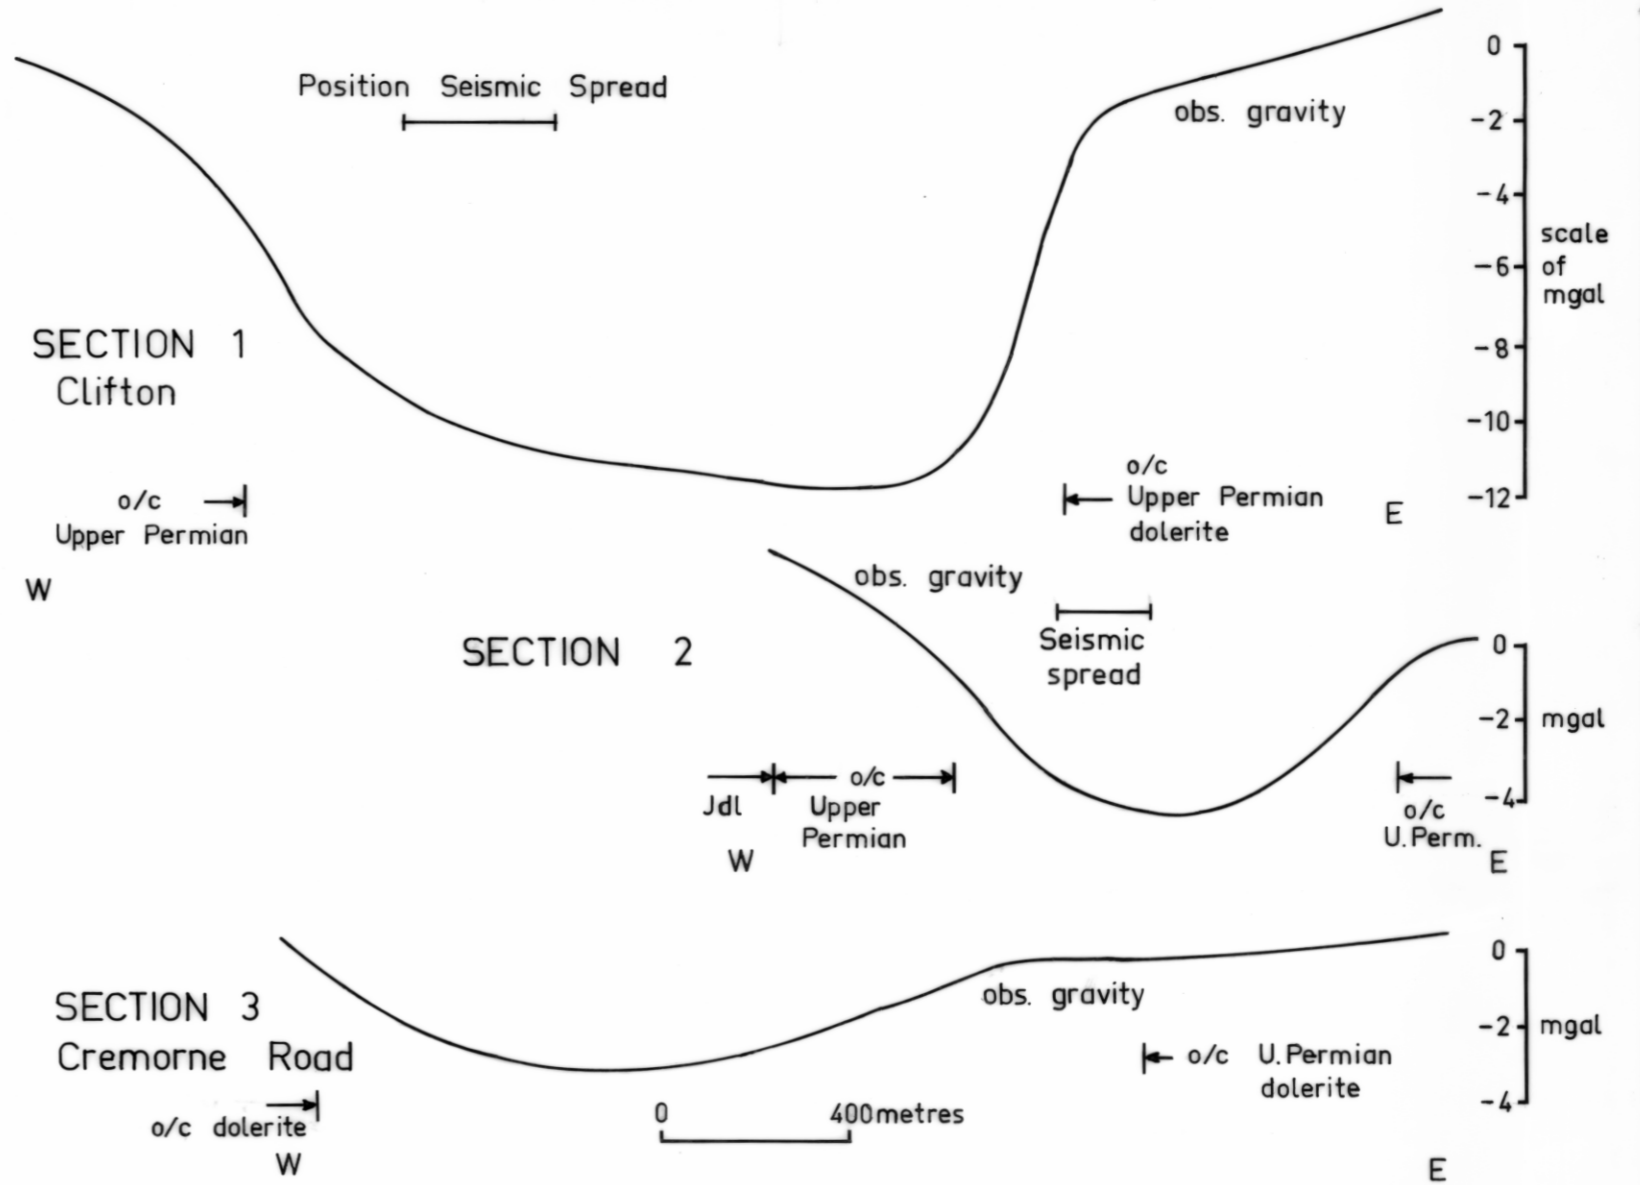 Position Seismic Spread
obs. gravity
0
-2
-4
-6
-8
-10
-12
scale
of
mgal
SECTION 1
Clifton
o/c
Upper Permian
W
o/c
Upper Permian
dolerite
E
obs. gravity
SECTION 2
Seismic
spread
0
-2
-4
mgal
Jdl
o/c
Upper
Permian
W
o/c
U. Perm.
E
SECTION 3
Cremorne Road
obs. gravity
0
-2
-4
mgal
o/c dolerite
W
0 400 metres
o/c U. Permian
dolerite
E